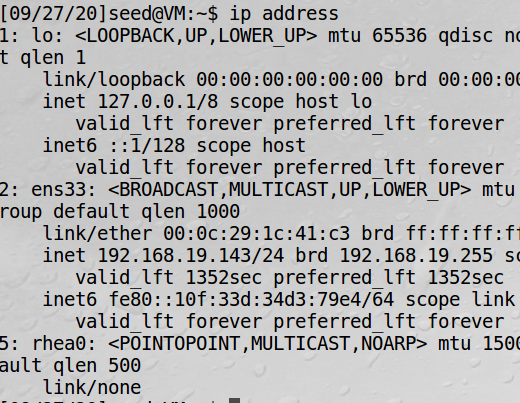 [09/27/20]seed@VM:~$ ip address
1: lo: <LOOPBACK,UP,LOWER_UP> mtu 65536 qdisc no
t qlen 1
link/loopback 00:00:00:00:00:00 brd 00:00:00
inet 127.0.0.1/8 scope host lo
valid_lft forever preferred_lft forever
inet6 ::1/128 scope host
valid_lft forever preferred_lft forever
2: ens33: <BROADCAST,MULTICAST,UP,LOWER_UP> mtu
roup default qlen 1000
link/ether 00:0c:29:1c:41:c3 brd ff:ff:ff:ff
inet 192.168.19.143/24 brd 192.168.19.255 sc
valid_lft 1352sec preferred_lft 1352sec
inet6 fe80::10f:33d:34d3:79e4/64 scope link
valid_lft forever preferred_lft forever
5: rhea0: <POINTOPOINT,MULTICAST,NOARP> mtu 1500
ault qlen 500
link/none